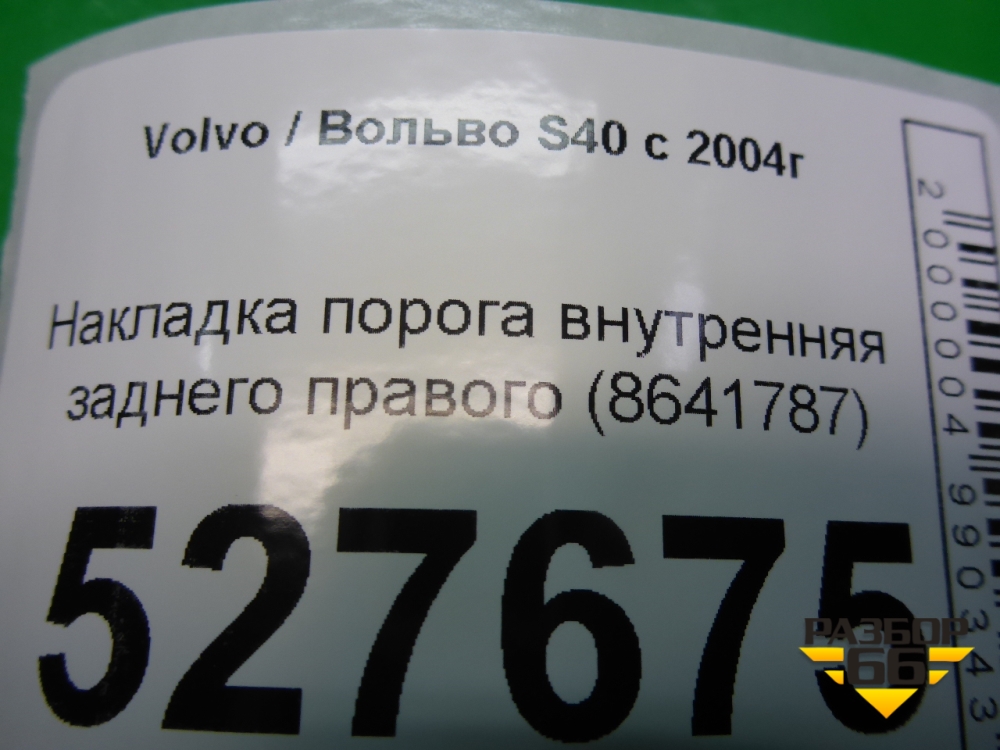 Volvo / Вольво S40 с 2004г
Накладка порога внутренняя
заднего правого (8641787)
527675
2000004990343
РАЗБОР
66